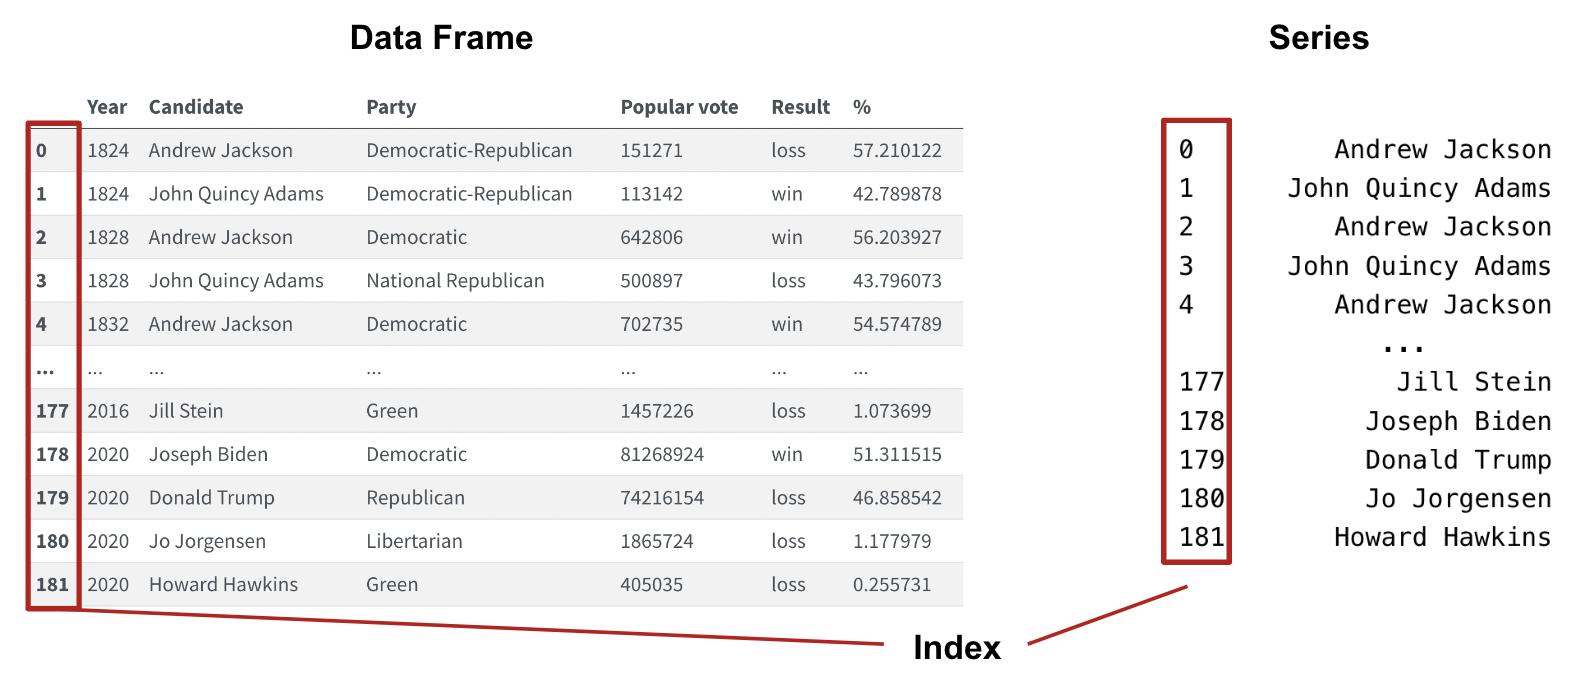 Data Frame
Series
Year Candidate Party Popular vote Result %
0 1824 Andrew Jackson Democratic-Republican 151271 loss 57.210122
1 1824 John Quincy Adams Democratic-Republican 113142 win 42.789878
2 1828 Andrew Jackson Democratic 642806 win 56.203927
3 1828 John Quincy Adams National Republican 500897 loss 43.796073
4 1832 Andrew Jackson Democratic 702735 win 54.574789
... ... ... ... ... ... ...
177 2016 Jill Stein Green 1457226 loss 1.073699
178 2020 Joseph Biden Democratic 81268924 win 51.311515
179 2020 Donald Trump Republican 74216154 loss 46.858542
180 2020 Jo Jorgensen Libertarian 1865724 loss 1.177979
181 2020 Howard Hawkins Green 405035 loss 0.255731
0 Andrew Jackson
1 John Quincy Adams
2 Andrew Jackson
3 John Quincy Adams
4 Andrew Jackson
...
177 Jill Stein
178 Joseph Biden
179 Donald Trump
180 Jo Jorgensen
181 Howard Hawkins
Index